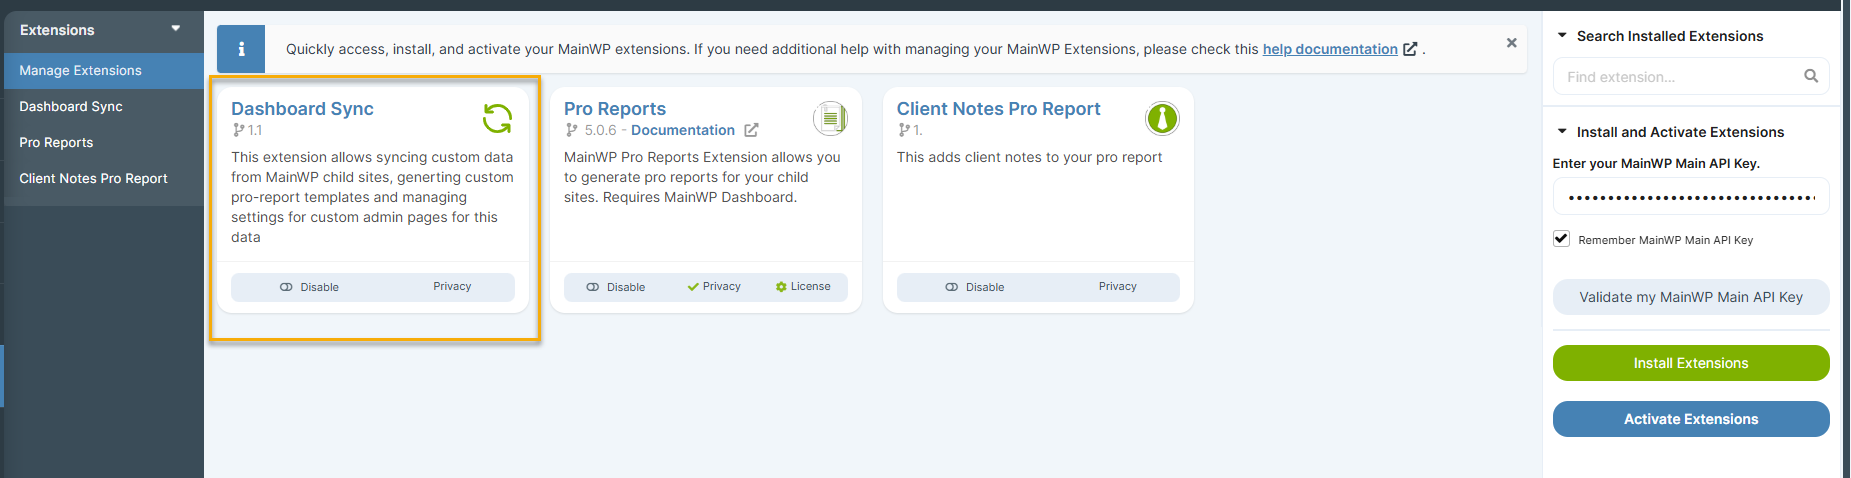 Extensions
Manage Extensions
Dashboard Sync
Pro Reports
Client Notes Pro Report
Quickly access, install, and activate your MainWP extensions. If you need additional help with managing your MainWP Extensions, please check this help documentation .
Dashboard Sync
1.1
This extension allows syncing custom data
from MainWP child sites, generting custom
pro-report templates and managing
settings for custom admin pages for this
data
Disable Privacy
Pro Reports
5.0.6 - Documentation
MainWP Pro Reports Extension allows you
to generate pro reports for your child
sites. Requires MainWP Dashboard.
Disable Privacy License
Client Notes Pro Report
1.
This adds client notes to your pro report
Disable Privacy
Search Installed Extensions
Find extension...
Install and Activate Extensions
Enter your MainWP Main API Key.
Remember MainWP Main API Key
Validate my MainWP Main API Key
Install Extensions
Activate Extensions